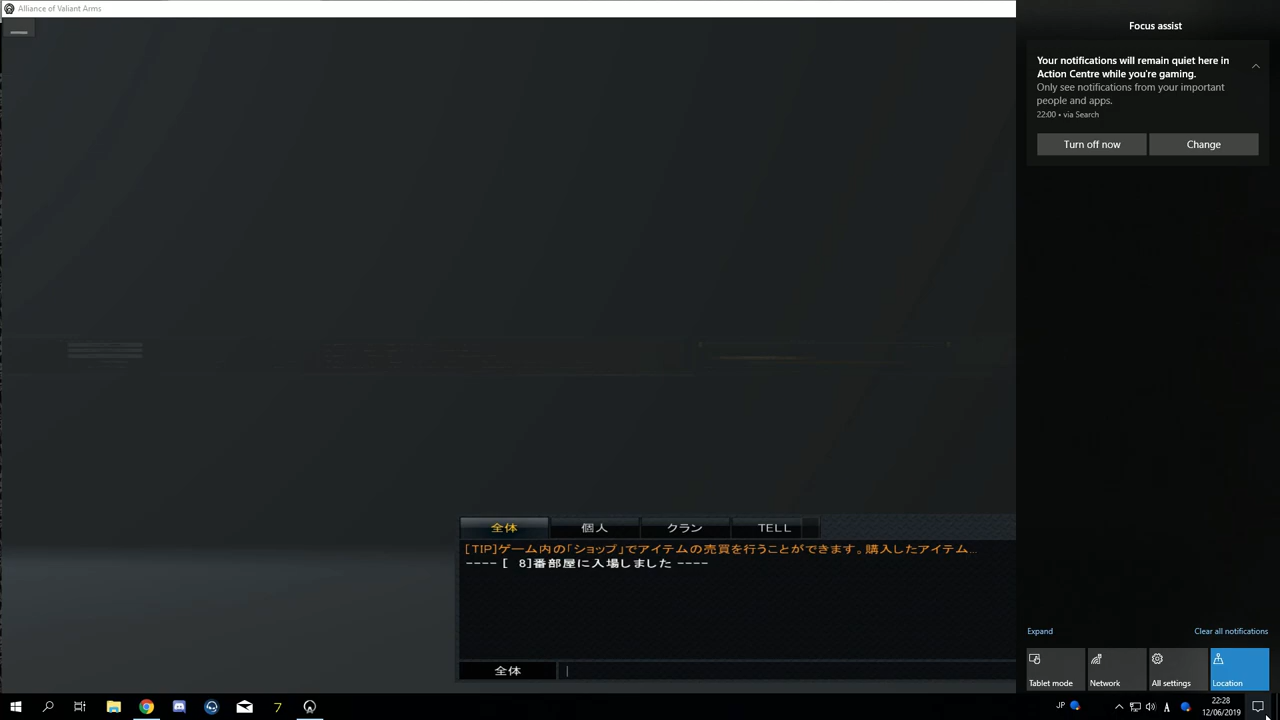 Alliance of Valiant Arms
Focus assist
Your notifications will remain quiet here in
Action Centre while you're gaming.
Only see notifications from your important
people and apps.
22:00 • via Search
Turn off now
Change
全体
個人
クラン
TELL
[TIP]ゲーム内の「ショップ」でアイテムの売買を行うことができます。購入したアイテム...
---- [ 8]番部屋に入場しました ----
全体
Expand
Clear all notifications
Tablet mode
Network
All settings
Location
7
JP
A
22:28
12/06/2019